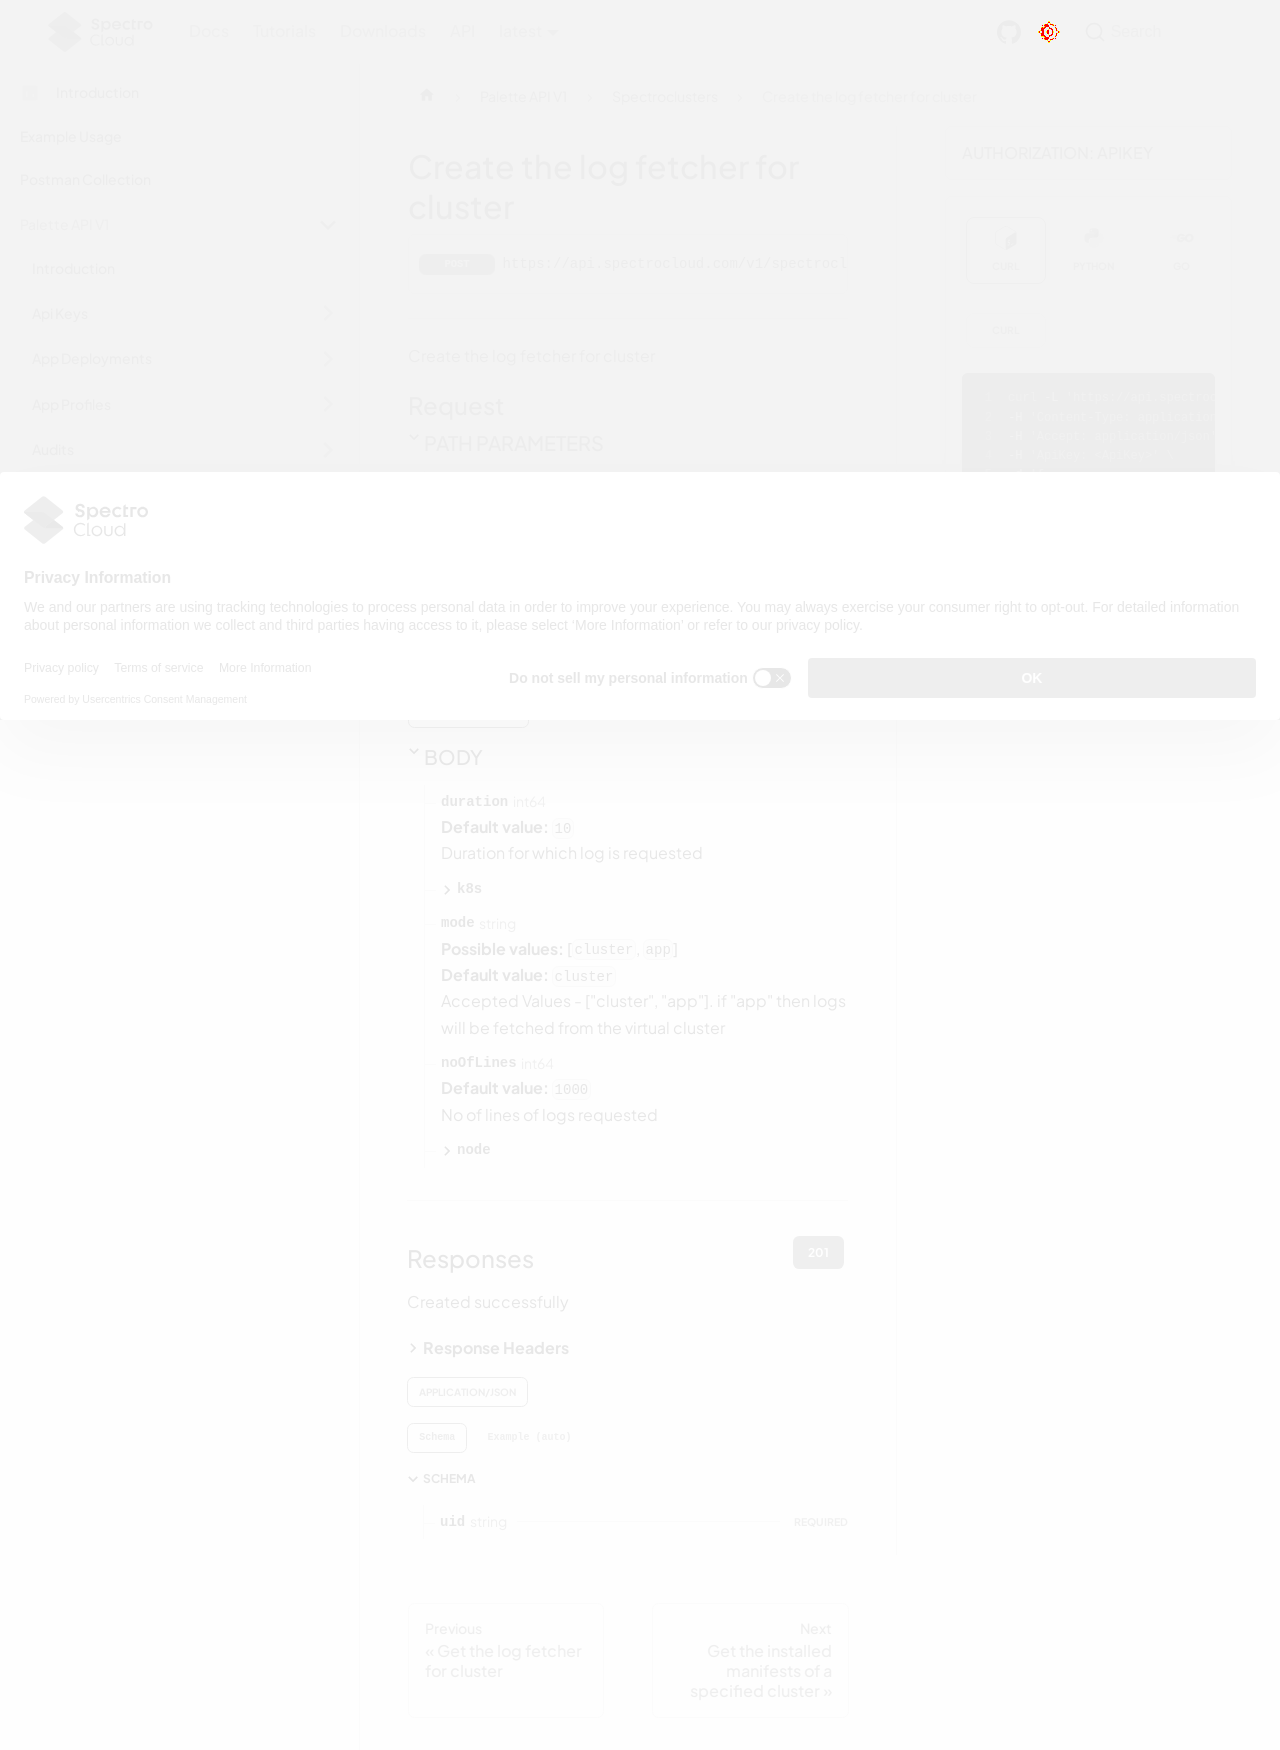 Spectro
Cloud
Docs Tutorials Downloads API latest
Search
Introduction
Palette API V1
Spectroclusters
Create the log fetcher for cluster
Example Usage
Postman Collection
Palette API V1
Introduction
Api Keys
App Deployments
App Profiles
Audits
Create the log fetcher for
cluster
https://api.spectrocloud.com/v1/spectrocl
Create the log fetcher for cluster
Request
PATH PARAMETERS
AUTHORIZATION: APIKEY
CURL PYTHON GO
CURL
Spectro
Cloud
Privacy Information
We and our partners are using tracking technologies to process personal data in order to improve your experience. You may always exercise your consumer right to opt-out. For detailed information
about personal information we collect and third parties having access to it, please select 'More Information' or refer to our privacy policy.
Privacy policy Terms of service More Information
Powered by Usercentrics Consent Management
Do not sell my personal information
OK
BODY
duration int64
Default value: 10
Duration for which log is requested
k8s
mode string
Possible values: [cluster, app]
Default value: cluster
Accepted Values - ["cluster", "app"]. if "app" then logs
will be fetched from the virtual cluster
noOfLines int64
Default value: 1000
No of lines of logs requested
node
Responses
201
Created successfully
Response Headers
APPLICATION/JSON
Schema Example (auto)
SCHEMA
uid string REQUIRED
Previous
« Get the log fetcher
for cluster
Next
Get the installed
manifests of a
specified cluster »